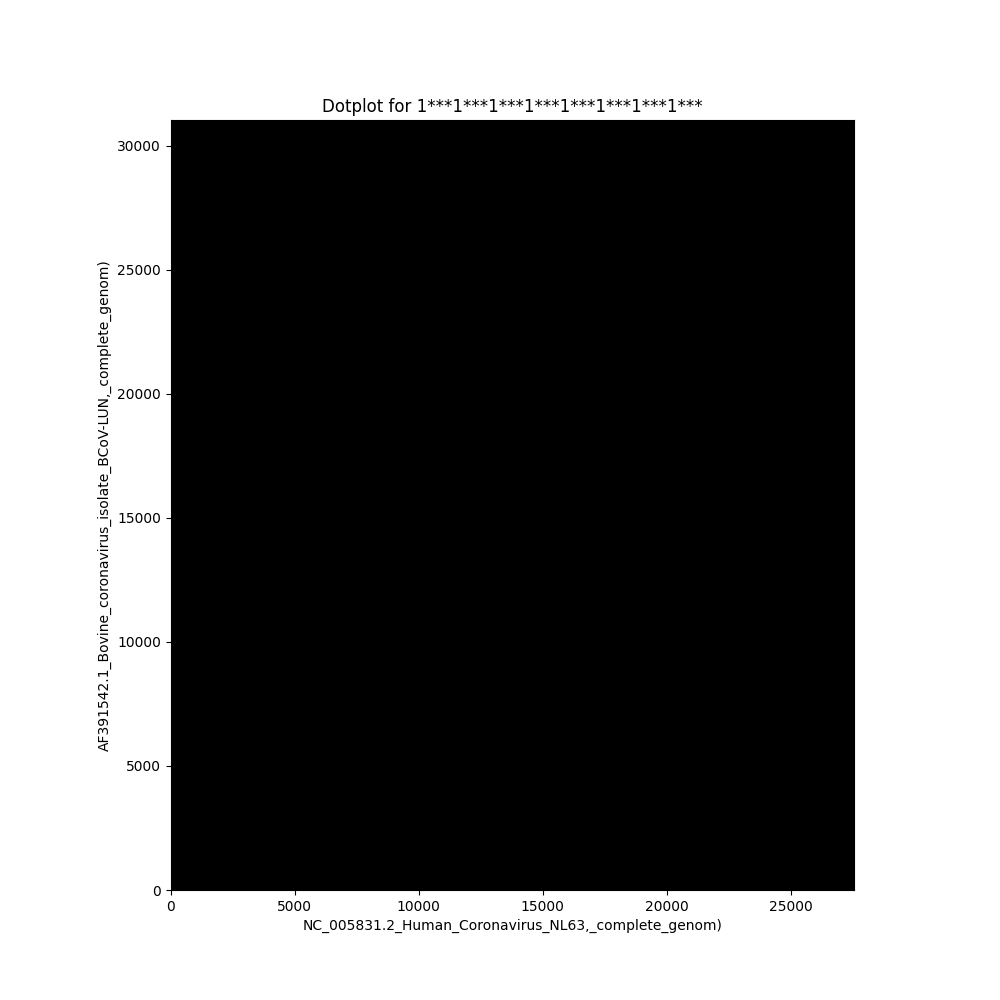 Dotplot for 1***1***1***1***1***1***1***1***
30000
25000
20000
15000
10000
5000
0
AF391542.1_Bovine_coronavirus_isolate_BCoV-LUN,_complete_genom)
0 5000 10000 15000 20000 25000
NC_005831.2_Human_Coronavirus_NL63,_complete_genom)